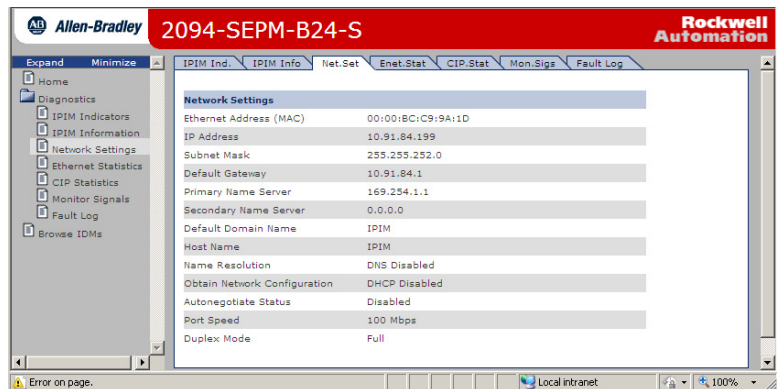 AB Allen-Bradley 2094-SEPM-B24-S Rockwell Automation
Expand Minimize
Home
Diagnostics
IPIM Indicators
IPIM Information
Network Settings
Ethernet Statistics
CIP Statistics
Monitor Signals
Fault Log
Browse IDMs
IPIM Ind. IPIM Info Net.Set Enet.Stat CIP.Stat Mon.Sigs Fault Log
Network Settings
Ethernet Address (MAC) 00:00:BC:C9:9A:1D
IP Address 10.91.84.199
Subnet Mask 255.255.252.0
Default Gateway 10.91.84.1
Primary Name Server 169.254.1.1
Secondary Name Server 0.0.0.0
Default Domain Name IPIM
Host Name IPIM
Name Resolution DNS Disabled
Obtain Network Configuration DHCP Disabled
Autonegotiate Status Disabled
Port Speed 100 Mbps
Duplex Mode Full
Error on page. Local intranet 100%